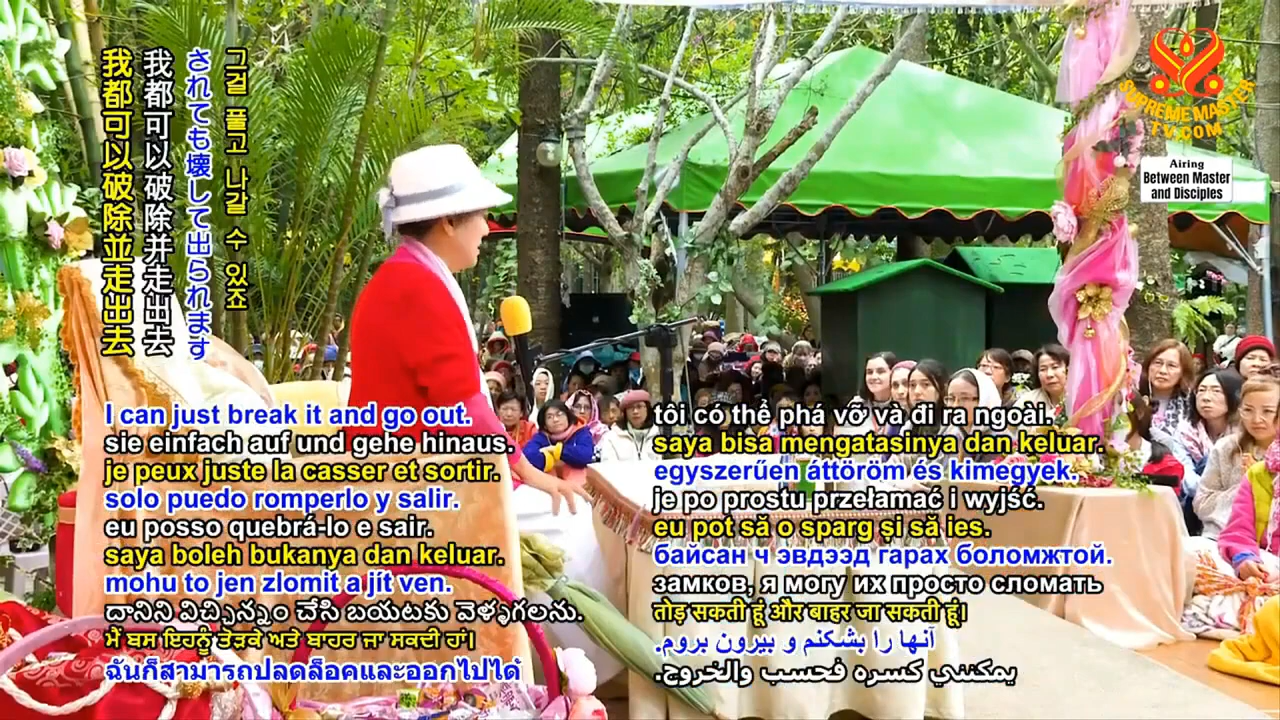 그걸 풀고 나갈 수 있죠
されても壊して出られます
我都可以破除并走出去
我都可以破除並走出去
SUPREME MASTER
TV.COM
Airing
Between Master
and Disciples
I can just break it and go out.
sie einfach auf und gehe hinaus.
je peux juste la casser et sortir.
solo puedo romperlo y salir.
eu posso quebrá-lo e sair.
saya boleh bukanya dan keluar.
mohu to jen zlomit a jít ven.
దానిని విచ్ఛిన్నం చేసి బయటకు వెళ్ళగలను.
ਮੈਂ ਬਸ ਇਹਨੂੰ ਤੋੜਕੇ ਅਤੇ ਬਾਹਰ ਜਾ ਸਕਦੀ ਹਾਂ।
ฉันก็สามารถปลดล็อคและออกไปได้
tôi có thể phá vỡ và đi ra ngoài.
saya bisa mengatasinya dan keluar.
egyszerűen áttöröm és kimegyek.
je po prostu przełamać i wyjść.
eu pot să o sparg și să ies.
байсан ч эвдээд гарах боломжтой.
замков, я могу их просто сломать
तोड़ सकती हूं और बाहर जा सकती हूं।
آنها را بشکنم و بیرون بروم.
يمكنني كسره فحسب والخروج.